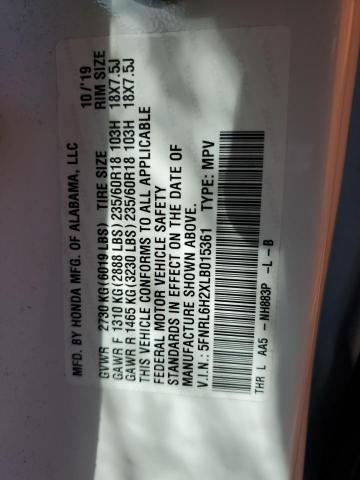 MFD. BY HONDA MFG. OF ALABAMA, LLC 10/'19
GVWR 2730 KG(6019 LBS) TIRE SIZE RIM SIZE
GAWR F 1310 KG(2888 LBS) 235/60R18 103H 18X7.5J
GAWR R 1465 KG(3230 LBS) 235/60R18 103H 18X7.5J
THIS VEHICLE CONFORMS TO ALL APPLICABLE
FEDERAL MOTOR VEHICLE SAFETY
STANDARDS IN EFFECT ON THE DATE OF
MANUFACTURE SHOWN ABOVE.
V.I.N.: 5FNRL6H2XLB015361 TYPE: MPV
THR L AA5 -NH883P -L -B